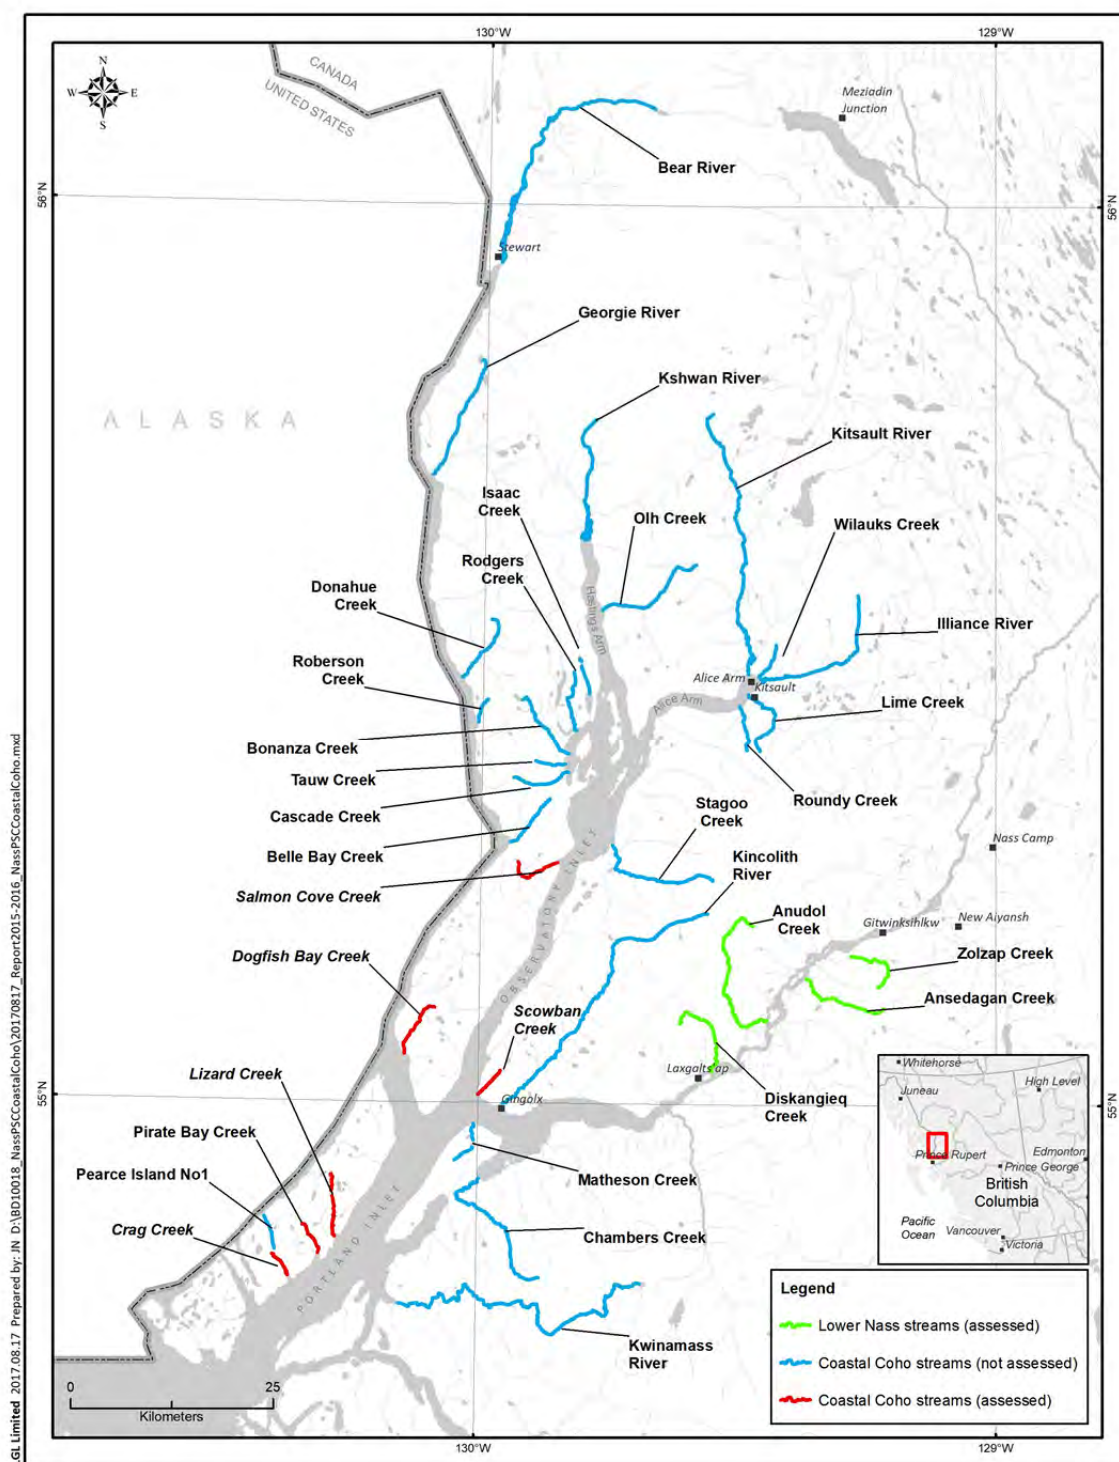 130°W
129°W
N
W
E
S
CANADA
UNITED STATES
Meziadin
Junction
Bear River
56°N
56°N
Stewart
Georgie River
Kshwan River
ALASKA
Kitsault River
Isaac
Creek
Olh Creek
Wilauks Creek
Rodgers
Creek
Donahue
Creek
Hastings Arm
Illiance River
Roberson
Creek
Alice Arm
Kitsault
Alice Arm
Lime Creek
Bonanza Creek
Tauw Creek
Roundy Creek
Cascade Creek
Stagoo
Creek
Belle Bay Creek
Nass Camp
Kincolith
River
Salmon Cove Creek
OBSERVATORY INLET
Anudol
Creek
Gitwinksihlkw
New Aiyansh
Dogfish Bay Creek
Zolzap Creek
Ansedagan Creek
Scowban
Creek
Lizard Creek
Laxgalts'ap
55°N
55°N
Diskangieq
Creek
Gingolx
Pirate Bay Creek
Pearce Island No1
Matheson Creek
Crag Creek
Chambers Creek
PORTLAND INLET
Kwinamass
River
Whitehorse
Juneau
High Level
Prince Rupert
Edmonton
Prince George
British
Columbia
Pacific
Ocean
Vancouver
Victoria
Legend
Lower Nass streams (assessed)
Coastal Coho streams (not assessed)
Coastal Coho streams (assessed)
0
25
Kilometers
130°W
129°W
GL Limited 2017.08.17 Prepared by: JN D:\BD10018_NassPSCCoastalCoho\20170817_Report2015-2016_NassPSCCoastalCoho.mxd